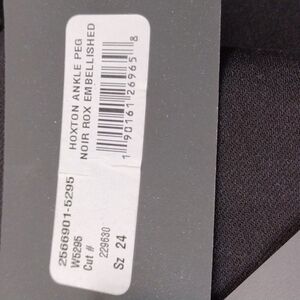 HOXTON ANKLE PEG
NOIR ROX EMBELLISHED
1 90161 26965 8
2566901-5295
W5295
Cut # 229630
Sz 24